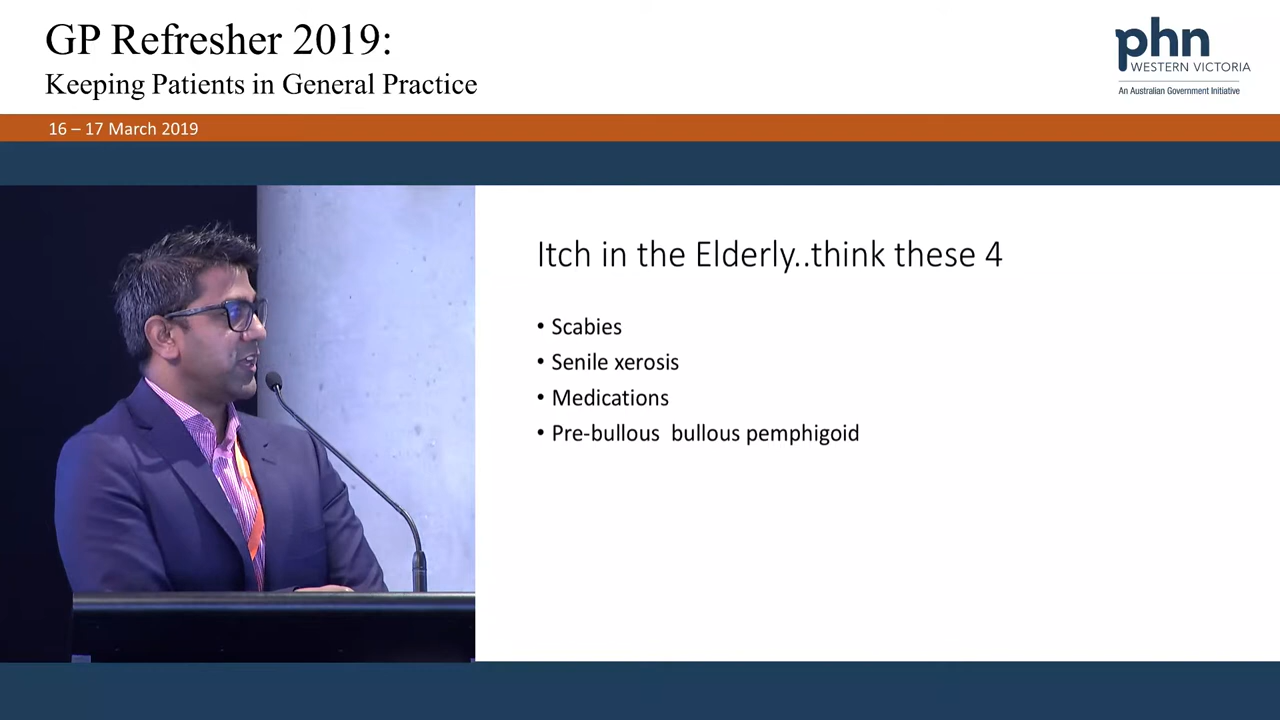 GP Refresher 2019:
Keeping Patients in General Practice
phn
WESTERN VICTORIA
An Australian Government Initiative
16 – 17 March 2019
Itch in the Elderly..think these 4
• Scabies
• Senile xerosis
• Medications
• Pre-bullous  bullous pemphigoid